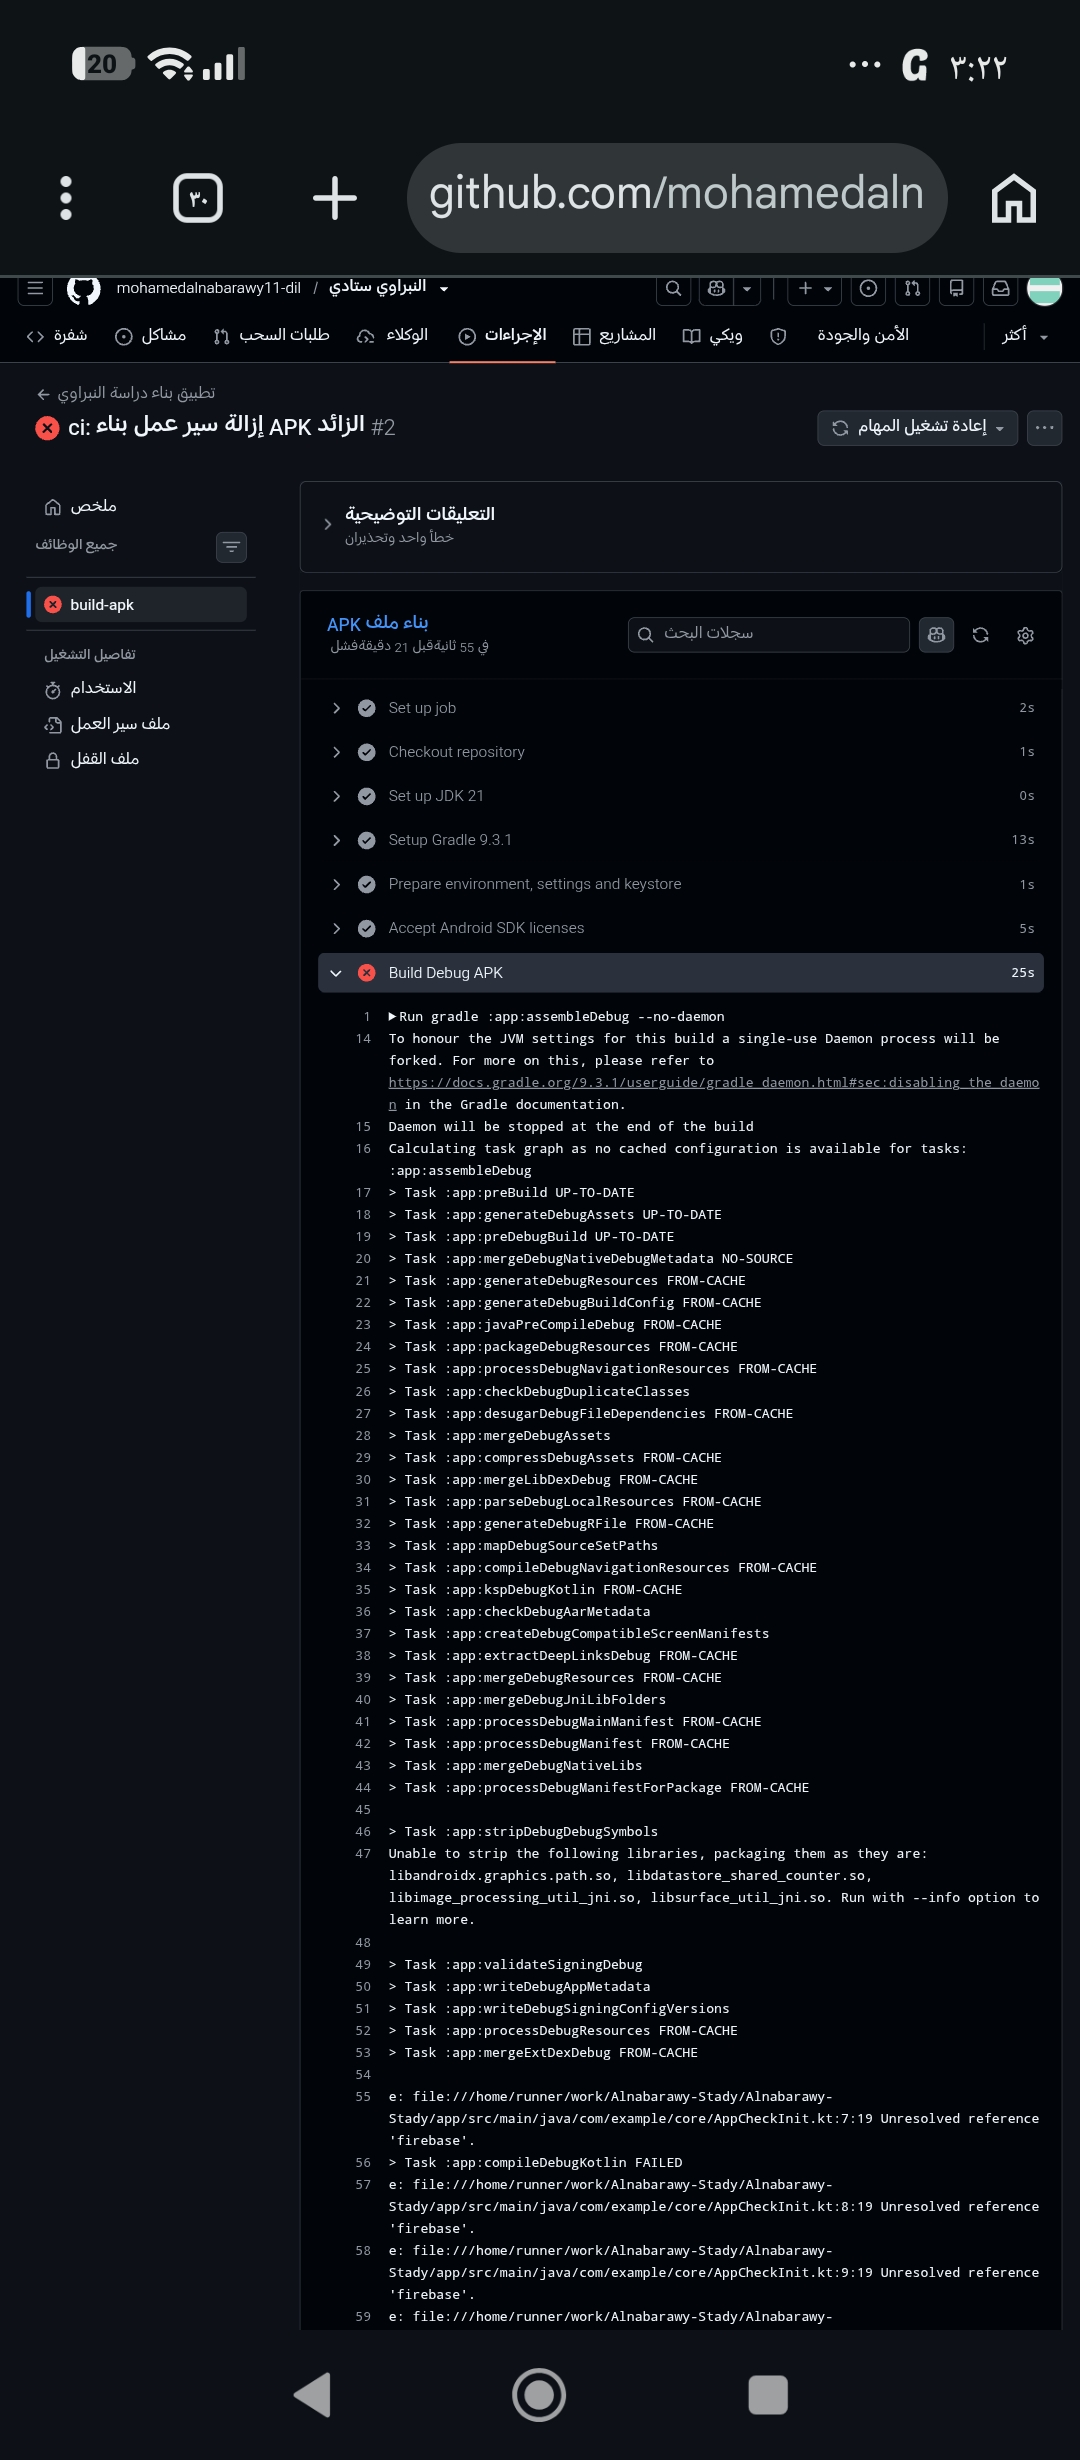 20
G
٣:٢٢
٣٠
github.com/mohamedaln
mohamedalnabarawy11-dil / النبراوي ستادي
شفرة
مشاكل
طلبات السحب
الوكلاء
الإجراءات
المشاريع
ويكي
الأمن والجودة
أكثر
تطبيق بناء دراسة النبراوي
ci: إزالة سير عمل بناء APK الزائد #2
إعادة تشغيل المهام
ملخص
جميع الوظائف
build-apk
تفاصيل التشغيل
الاستخدام
ملف سير العمل
ملف القفل
التعليقات التوضيحية
خطأ واحد وتحذيران
بناء ملف APK
فشلقبل 21 دقيقةفي 55 ثانية
سجلات البحث
Set up job 2s
Checkout repository 1s
Set up JDK 21 0s
Setup Gradle 9.3.1 13s
Prepare environment, settings and keystore 1s
Accept Android SDK licenses 5s
Build Debug APK 25s
1 Run gradle :app:assembleDebug --no-daemon
14 To honour the JVM settings for this build a single-use Daemon process will be
forked. For more on this, please refer to
https://docs.gradle.org/9.3.1/userguide/gradle_daemon.html#sec:disabling_the_daemo
n in the Gradle documentation.
15 Daemon will be stopped at the end of the build
16 Calculating task graph as no cached configuration is available for tasks:
:app:assembleDebug
17 > Task :app:preBuild UP-TO-DATE
18 > Task :app:generateDebugAssets UP-TO-DATE
19 > Task :app:preDebugBuild UP-TO-DATE
20 > Task :app:mergeDebugNativeDebugMetadata NO-SOURCE
21 > Task :app:generateDebugResources FROM-CACHE
22 > Task :app:generateDebugBuildConfig FROM-CACHE
23 > Task :app:javaPreCompileDebug FROM-CACHE
24 > Task :app:packageDebugResources FROM-CACHE
25 > Task :app:processDebugNavigationResources FROM-CACHE
26 > Task :app:checkDebugDuplicateClasses
27 > Task :app:desugarDebugFileDependencies FROM-CACHE
28 > Task :app:mergeDebugAssets
29 > Task :app:compressDebugAssets FROM-CACHE
30 > Task :app:mergeLibDexDebug FROM-CACHE
31 > Task :app:parseDebugLocalResources FROM-CACHE
32 > Task :app:generateDebugRFile FROM-CACHE
33 > Task :app:mapDebugSourceSetPaths
34 > Task :app:compileDebugNavigationResources FROM-CACHE
35 > Task :app:kspDebugKotlin FROM-CACHE
36 > Task :app:checkDebugAarMetadata
37 > Task :app:createDebugCompatibleScreenManifests
38 > Task :app:extractDeepLinksDebug FROM-CACHE
39 > Task :app:mergeDebugResources FROM-CACHE
40 > Task :app:mergeDebugJniLibFolders
41 > Task :app:processDebugMainManifest FROM-CACHE
42 > Task :app:processDebugManifest FROM-CACHE
43 > Task :app:mergeDebugNativeLibs
44 > Task :app:processDebugManifestForPackage FROM-CACHE
45
46 > Task :app:stripDebugDebugSymbols
47 Unable to strip the following libraries, packaging them as they are:
libandroidx.graphics.path.so, libdatastore_shared_counter.so,
libimage_processing_util_jni.so, libsurface_util_jni.so. Run with --info option to
learn more.
48
49 > Task :app:validateSigningDebug
50 > Task :app:writeDebugAppMetadata
51 > Task :app:writeDebugSigningConfigVersions
52 > Task :app:processDebugResources FROM-CACHE
53 > Task :app:mergeExtDexDebug FROM-CACHE
54
55 e: file:///home/runner/work/Alnabarawy-Stady/Alnabarawy-
Stady/app/src/main/java/com/example/core/AppCheckInit.kt:7:19 Unresolved reference
'firebase'.
56 > Task :app:compileDebugKotlin FAILED
57 e: file:///home/runner/work/Alnabarawy-Stady/Alnabarawy-
Stady/app/src/main/java/com/example/core/AppCheckInit.kt:8:19 Unresolved reference
'firebase'.
58 e: file:///home/runner/work/Alnabarawy-Stady/Alnabarawy-
Stady/app/src/main/java/com/example/core/AppCheckInit.kt:9:19 Unresolved reference
'firebase'.
59 e: file:///home/runner/work/Alnabarawy-Stady/Alnabarawy-